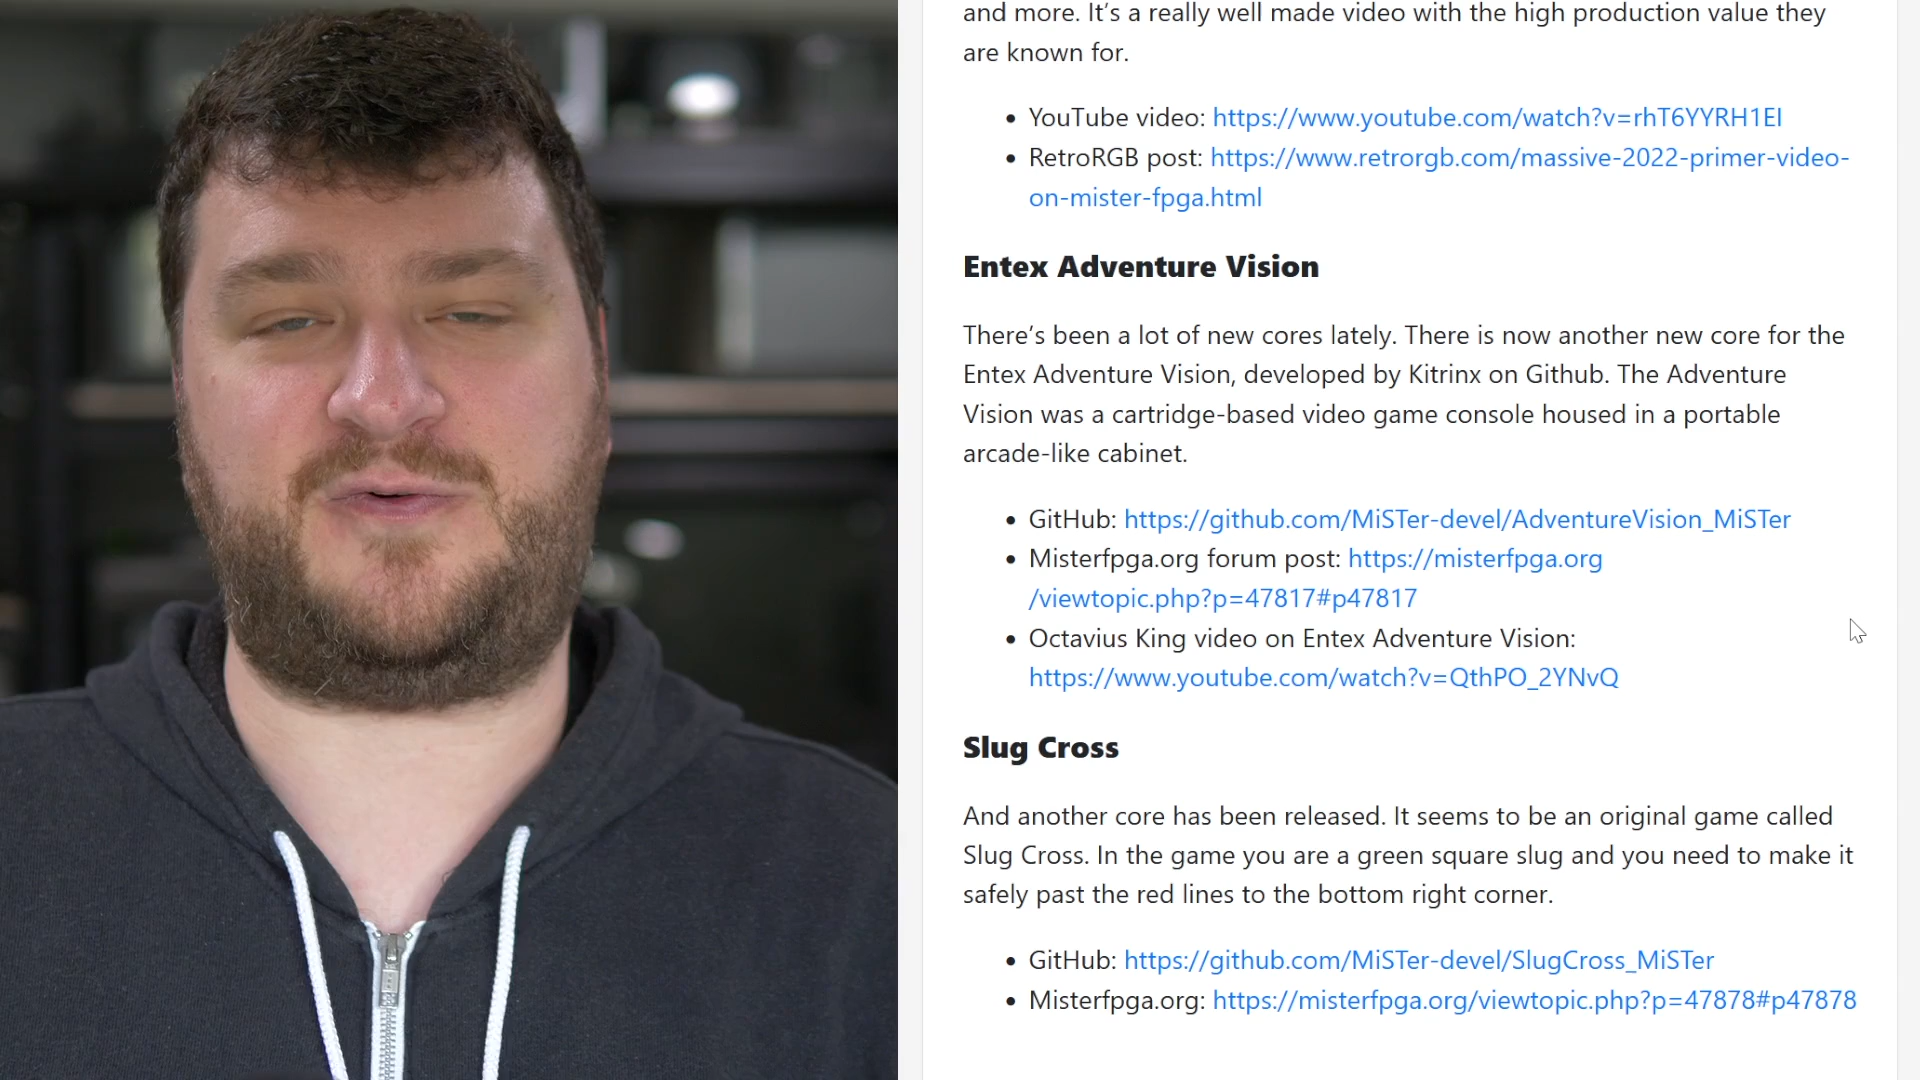 and more. It’s a really well made video with the high production value they
are known for.
• YouTube video: https://www.youtube.com/watch?v=rhT6YYRH1EI
• RetroRGB post: https://www.retrorgb.com/massive-2022-primer-video-
on-mister-fpga.html
Entex Adventure Vision
There’s been a lot of new cores lately. There is now another new core for the
Entex Adventure Vision, developed by Kitrinx on Github. The Adventure
Vision was a cartridge-based video game console housed in a portable
arcade-like cabinet.
• GitHub: https://github.com/MiSTer-devel/AdventureVision_MiSTer
• Misterfpga.org forum post: https://misterfpga.org
/viewtopic.php?p=47817#p47817
• Octavius King video on Entex Adventure Vision:
https://www.youtube.com/watch?v=QthPO_2YNvQ
Slug Cross
And another core has been released. It seems to be an original game called
Slug Cross. In the game you are a green square slug and you need to make it
safely past the red lines to the bottom right corner.
• GitHub: https://github.com/MiSTer-devel/SlugCross_MiSTer
• Misterfpga.org: https://misterfpga.org/viewtopic.php?p=47878#p47878